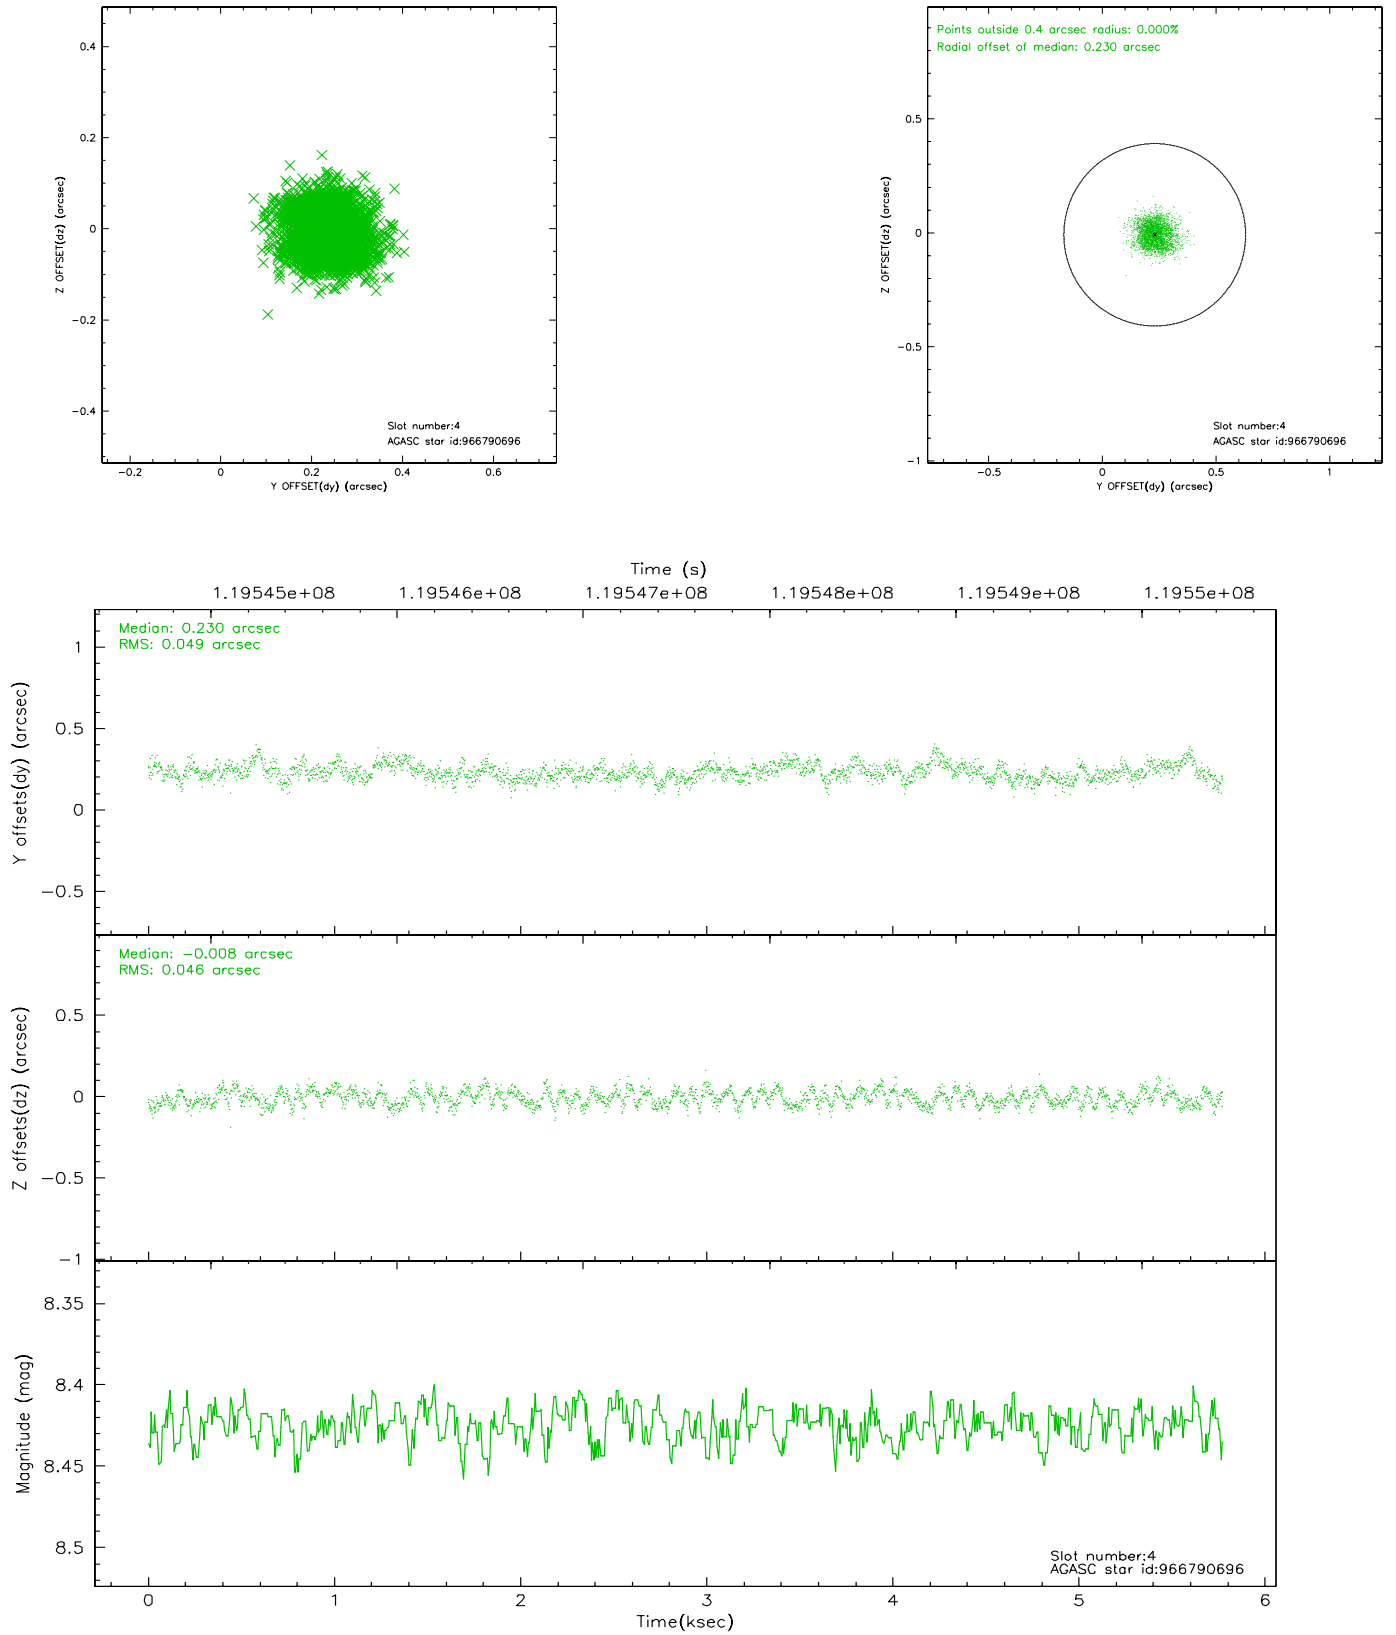 0.4
0.2
0
−0.2
−0.4
Z OFFSET(dz) (arcsec)
Slot number:4
AGASC star id:966790696
−0.2 0 0.2 0.4 0.6
Y OFFSET(dy) (arcsec)
Points outside 0.4 arcsec radius: 0.000%
Radial offset of median: 0.230 arcsec
0.5
0
−0.5
−1
Z OFFSET(dz) (arcsec)
Slot number:4
AGASC star id:966790696
−0.5 0 0.5 1
Y OFFSET(dy) (arcsec)
Time (s)
1.19545e+08 1.19546e+08 1.19547e+08 1.19548e+08 1.19549e+08 1.1955e+08
Median: 0.230 arcsec
RMS: 0.049 arcsec
1
0.5
0
−0.5
Y offsets(dy) (arcsec)
Median: −0.008 arcsec
RMS: 0.046 arcsec
0.5
0
−0.5
−1
Z offsets(dz) (arcsec)
8.35
8.4
8.45
8.5
Magnitude (mag)
Slot number:4
AGASC star id:966790696
0 1 2 3 4 5 6
Time(ksec)